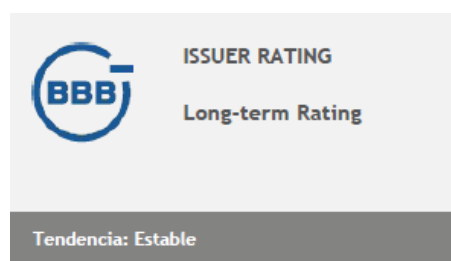 BBB
ISSUER RATING
Long-term Rating
Tendencia: Estable